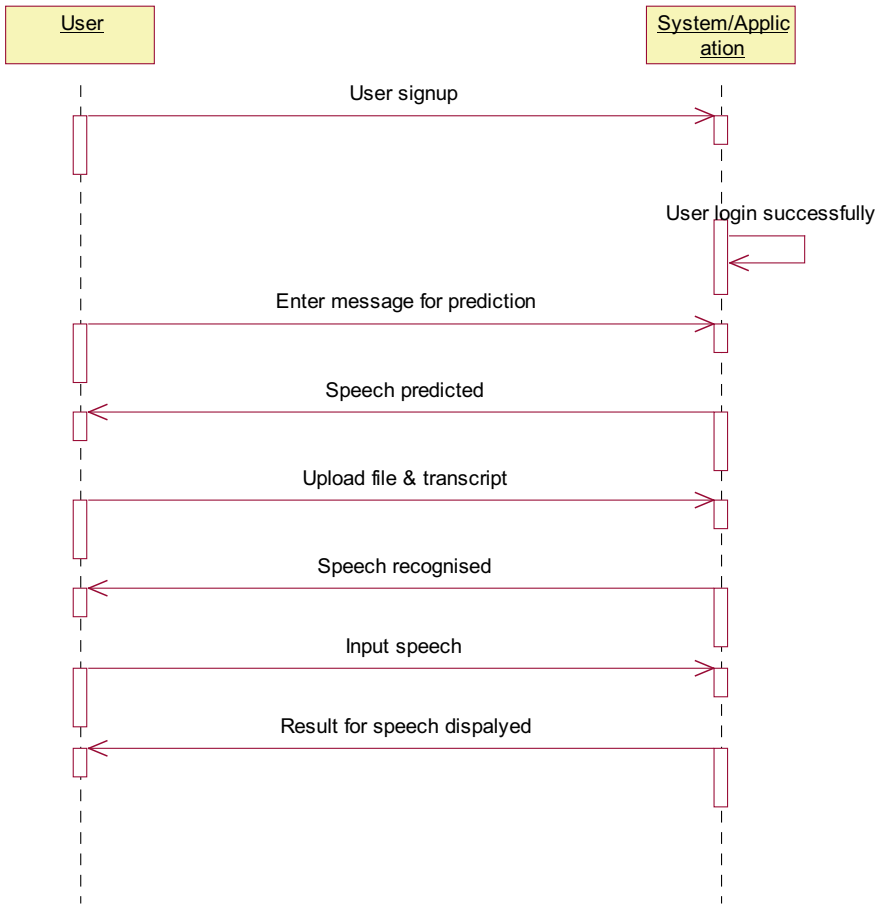 User
System/Applic
ation
User signup
User login successfully
Enter message for prediction
Speech predicted
Upload file & transcript
Speech recognised
Input speech
Result for speech dispalyed